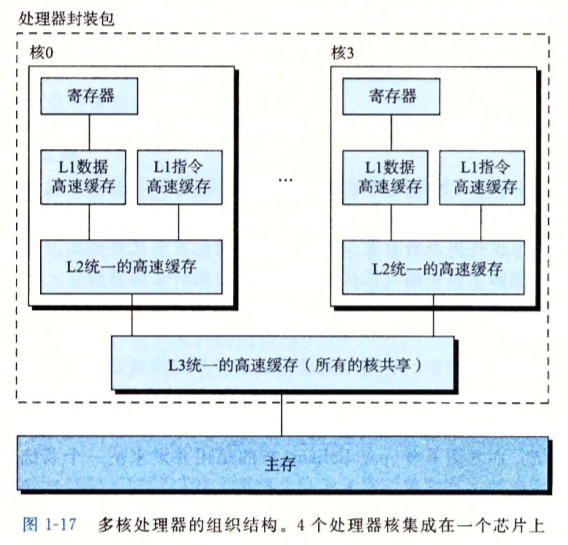 处理器封装包
核0
核3
寄存器
寄存器
L1数据
高速缓存
L1指令
高速缓存
...
L1数据
高速缓存
L1指令
高速缓存
L2统一的高速缓存
L2统一的高速缓存
L3统一的高速缓存（所有的核共享）
主存
图 1-17 多核处理器的组织结构。4 个处理器核集成在一个芯片上